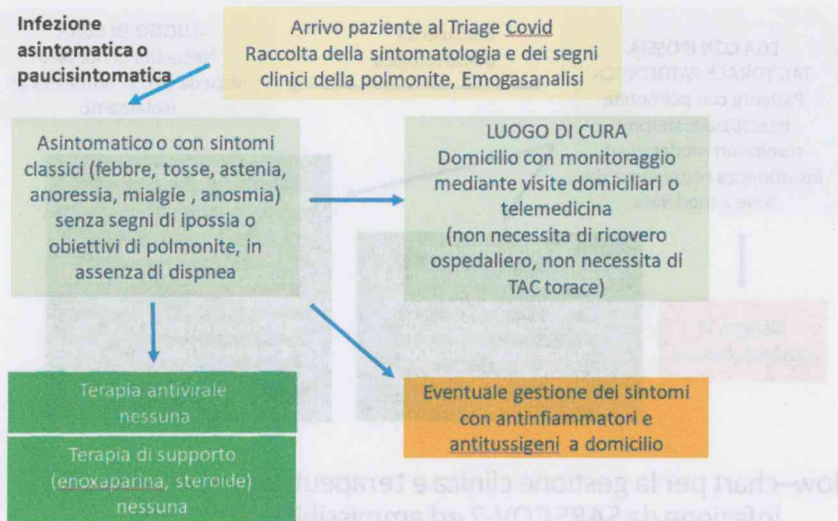 Infezione
asintomatica o
paucisintomatica
Arrivo paziente al Triage Covid
Raccolta della sintomatologia e dei segni
clinici della polmonite, Emogasanalisi
Asintomatico o con sintomi
classici (febbre, tosse, astenia,
anoressia, mialgie , anosmia)
senza segni di ipossia o
obiettivi di polmonite, in
assenza di dispnea
LUOGO DI CURA
Domicilio con monitoraggio
mediante visite domiciliari o
telemedicina
(non necessita di ricovero
ospedaliero, non necessita di
TAC torace)
Terapia antivirale
nessuna
Terapia di supporto
(enoxaparina, steroide)
nessuna
Eventuale gestione dei sintomi
con antinfiammatori e
antitussigeni a domicilio